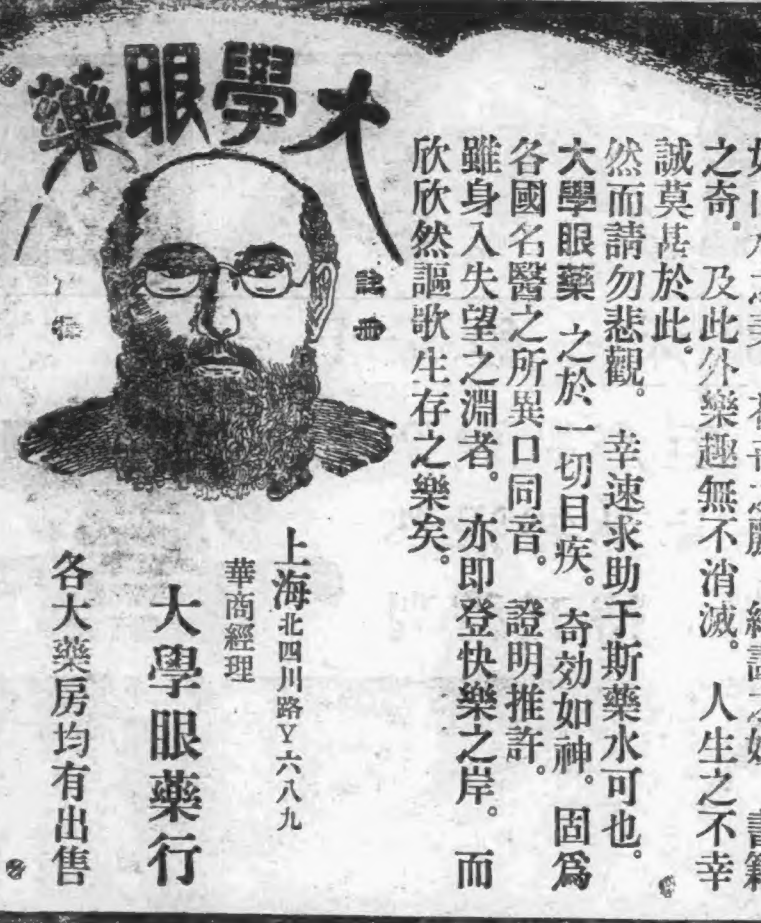 大學眼藥
註冊
之奇。及此外樂趣無不消滅。人生之不幸
誠莫甚於此。
然而請勿悲觀。幸速求助于斯藥水可也。
大學眼藥 之於一切目疾。奇効如神。固爲
各國名醫之所異口同音。證明推許。
雖身入失望之淵者。亦即登快樂之岸。而
欣欣然謳歌生存之樂矣。
上海北四川路Y六八九
華商經理
大學眼藥行
各大藥房均有出售